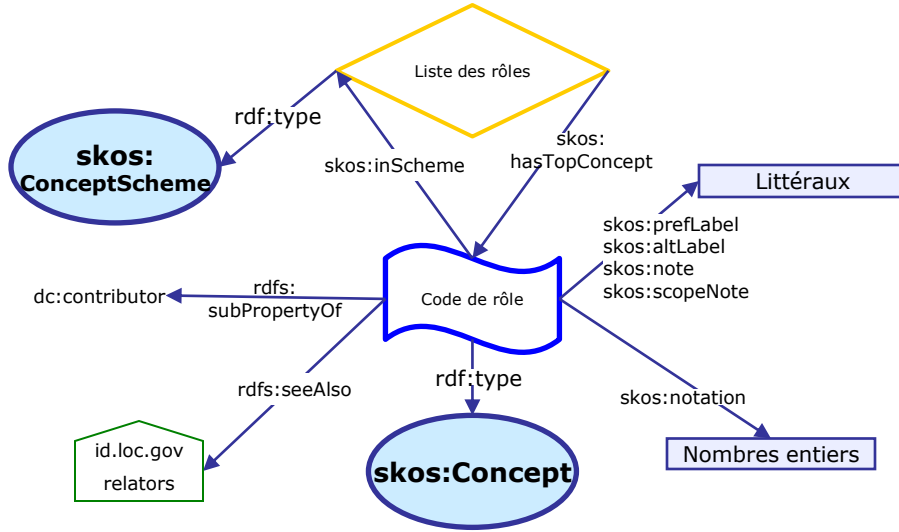 Liste des rôles
rdf:type
skos:
ConceptScheme
skos:inScheme
skos:
hasTopConcept
Littéraux
skos:prefLabel
skos:altLabel
skos:note
skos:scopeNote
dc:contributor
rdfs:
subPropertyOf
Code de rôle
rdfs:seeAlso
rdf:type
skos:notation
id.loc.gov
relators
skos:Concept
Nombres entiers